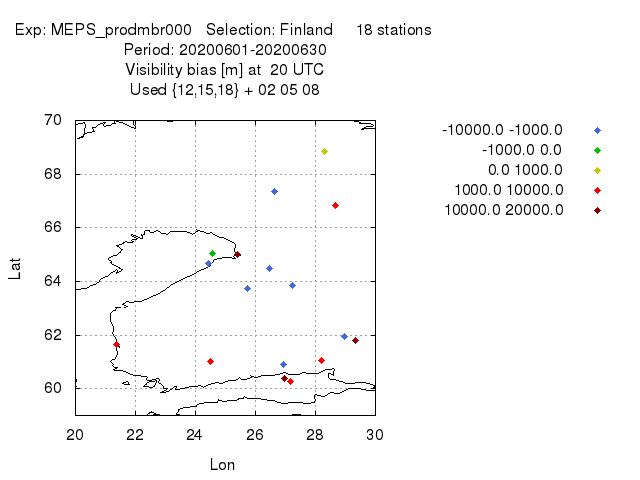 Exp: MEPS_prodmbr000 Selection: Finland 18 stations
Period: 20200601-20200630
Visibility bias [m] at 20 UTC
Used {12,15,18} + 02 05 08
-10000.0 -1000.0
-1000.0 0.0
0.0 1000.0
1000.0 10000.0
10000.0 20000.0
70
68
66
64
62
60
Lat
20 22 24 26 28 30
Lon